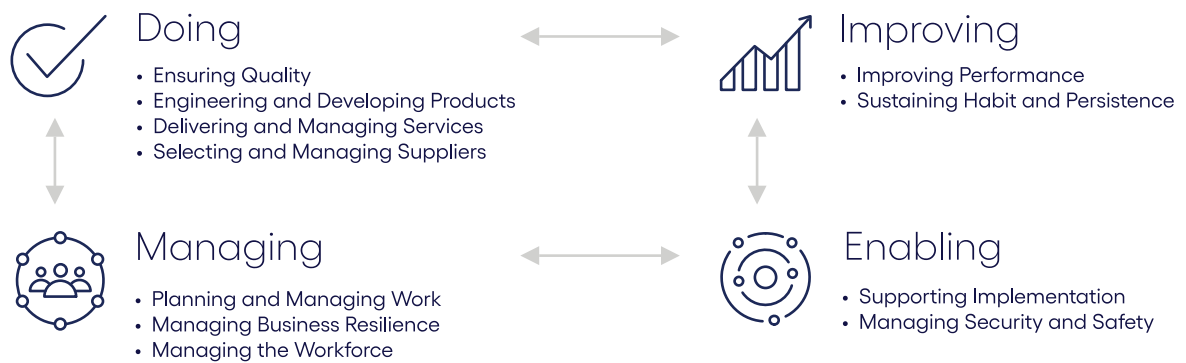 Doing
• Ensuring Quality
• Engineering and Developing Products
• Delivering and Managing Services
• Selecting and Managing Suppliers
Improving
• Improving Performance
• Sustaining Habit and Persistence
Managing
• Planning and Managing Work
• Managing Business Resilience
• Managing the Workforce
Enabling
• Supporting Implementation
• Managing Security and Safety